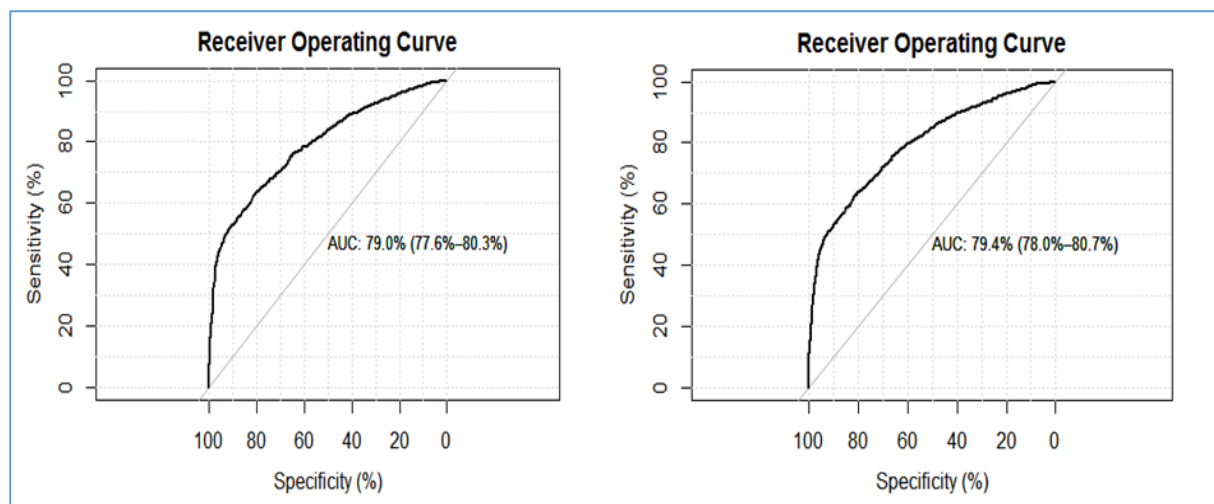 Receiver Operating Curve
100
80
60
40
20
0
Sensitivity (%)
AUC: 79.0% (77.6%–80.3%)
100 80 60 40 20 0
Specificity (%)
Receiver Operating Curve
100
80
60
40
20
0
Sensitivity (%)
AUC: 79.4% (78.0%–80.7%)
100 80 60 40 20 0
Specificity (%)